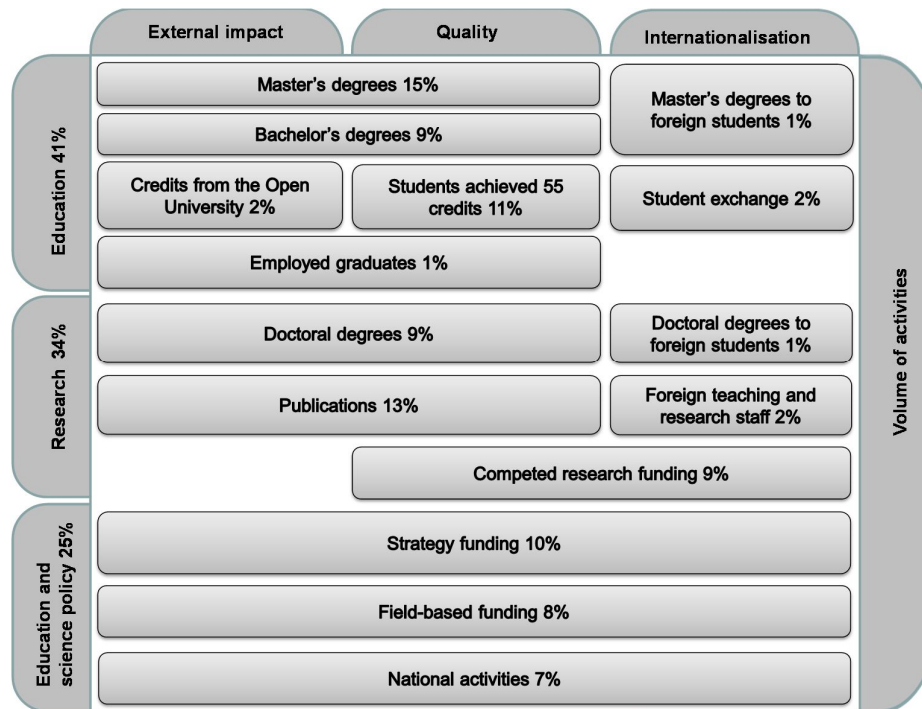 External impact
Quality
Internationalisation
Education 41%
Master's degrees 15%
Master's degrees to
foreign students 1%
Bachelor's degrees 9%
Credits from the Open
University 2%
Students achieved 55
credits 11%
Student exchange 2%
Employed graduates 1%
Research 34%
Doctoral degrees 9%
Doctoral degrees to
foreign students 1%
Publications 13%
Foreign teaching and
research staff 2%
Competed research funding 9%
Education and
science policy 25%
Strategy funding 10%
Field-based funding 8%
National activities 7%
Volume of activities